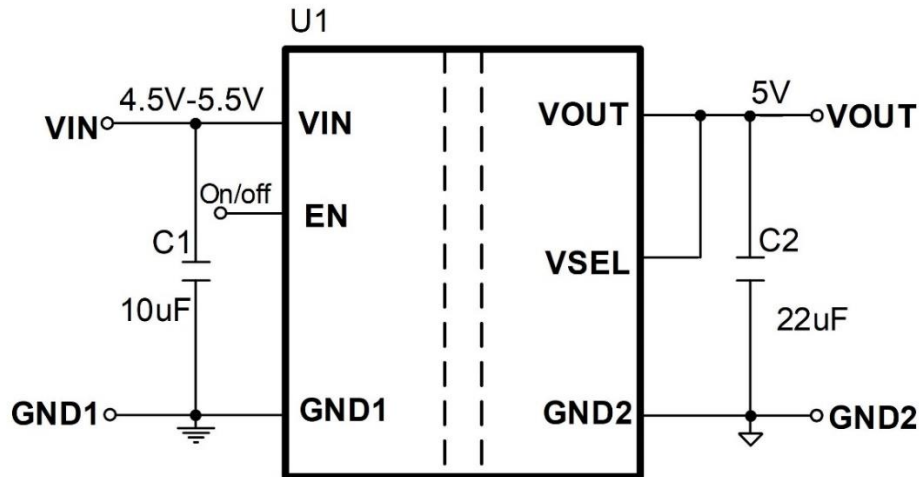 U1
4.5V-5.5V
VIN
VIN
VOUT
5V
VOUT
On/off
EN
C1
VSEL
C2
10uF
22uF
GND1
GND1
GND2
GND2